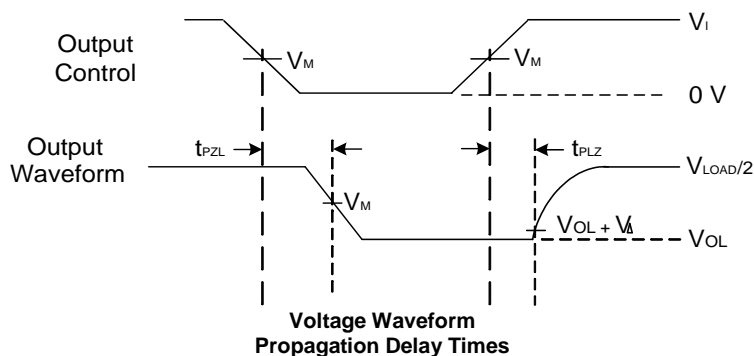 Output
Control
VM
VM
VI
0 V
Output
Waveform
tPZL
tPLZ
VM
VLOAD/2
VOL + VΔ
VOL
Voltage Waveform
Propagation Delay Times